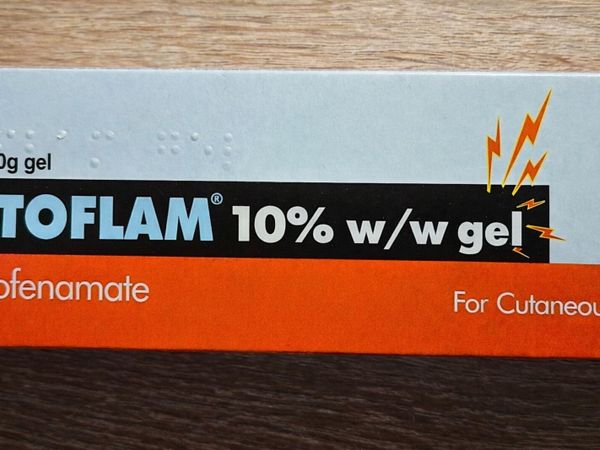 0g gel
TOFLAM® 10% w/w gel
ofenamate
For Cutaneou